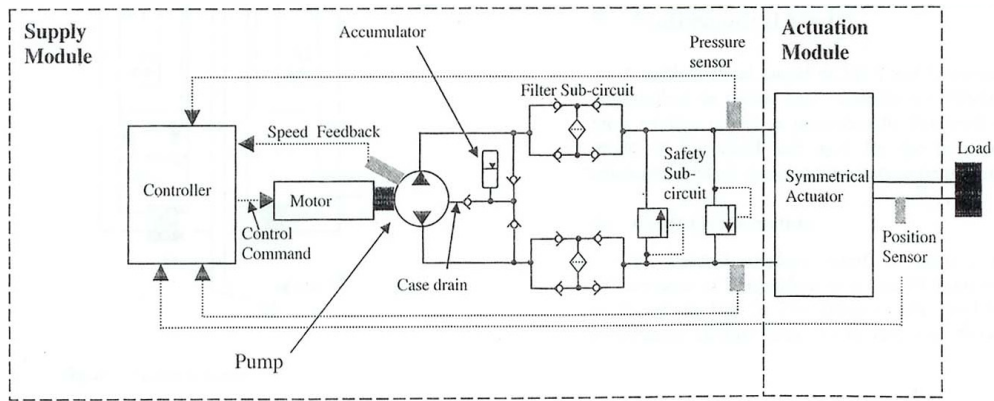 Supply
Module
Accumulator
Pressure
sensor
Actuation
Module
Filter Sub-circuit
Speed Feedback
Controller
Motor
Control
Command
Case drain
Pump
Safety
Sub-
circuit
Symmetrical
Actuator
Load
Position
Sensor